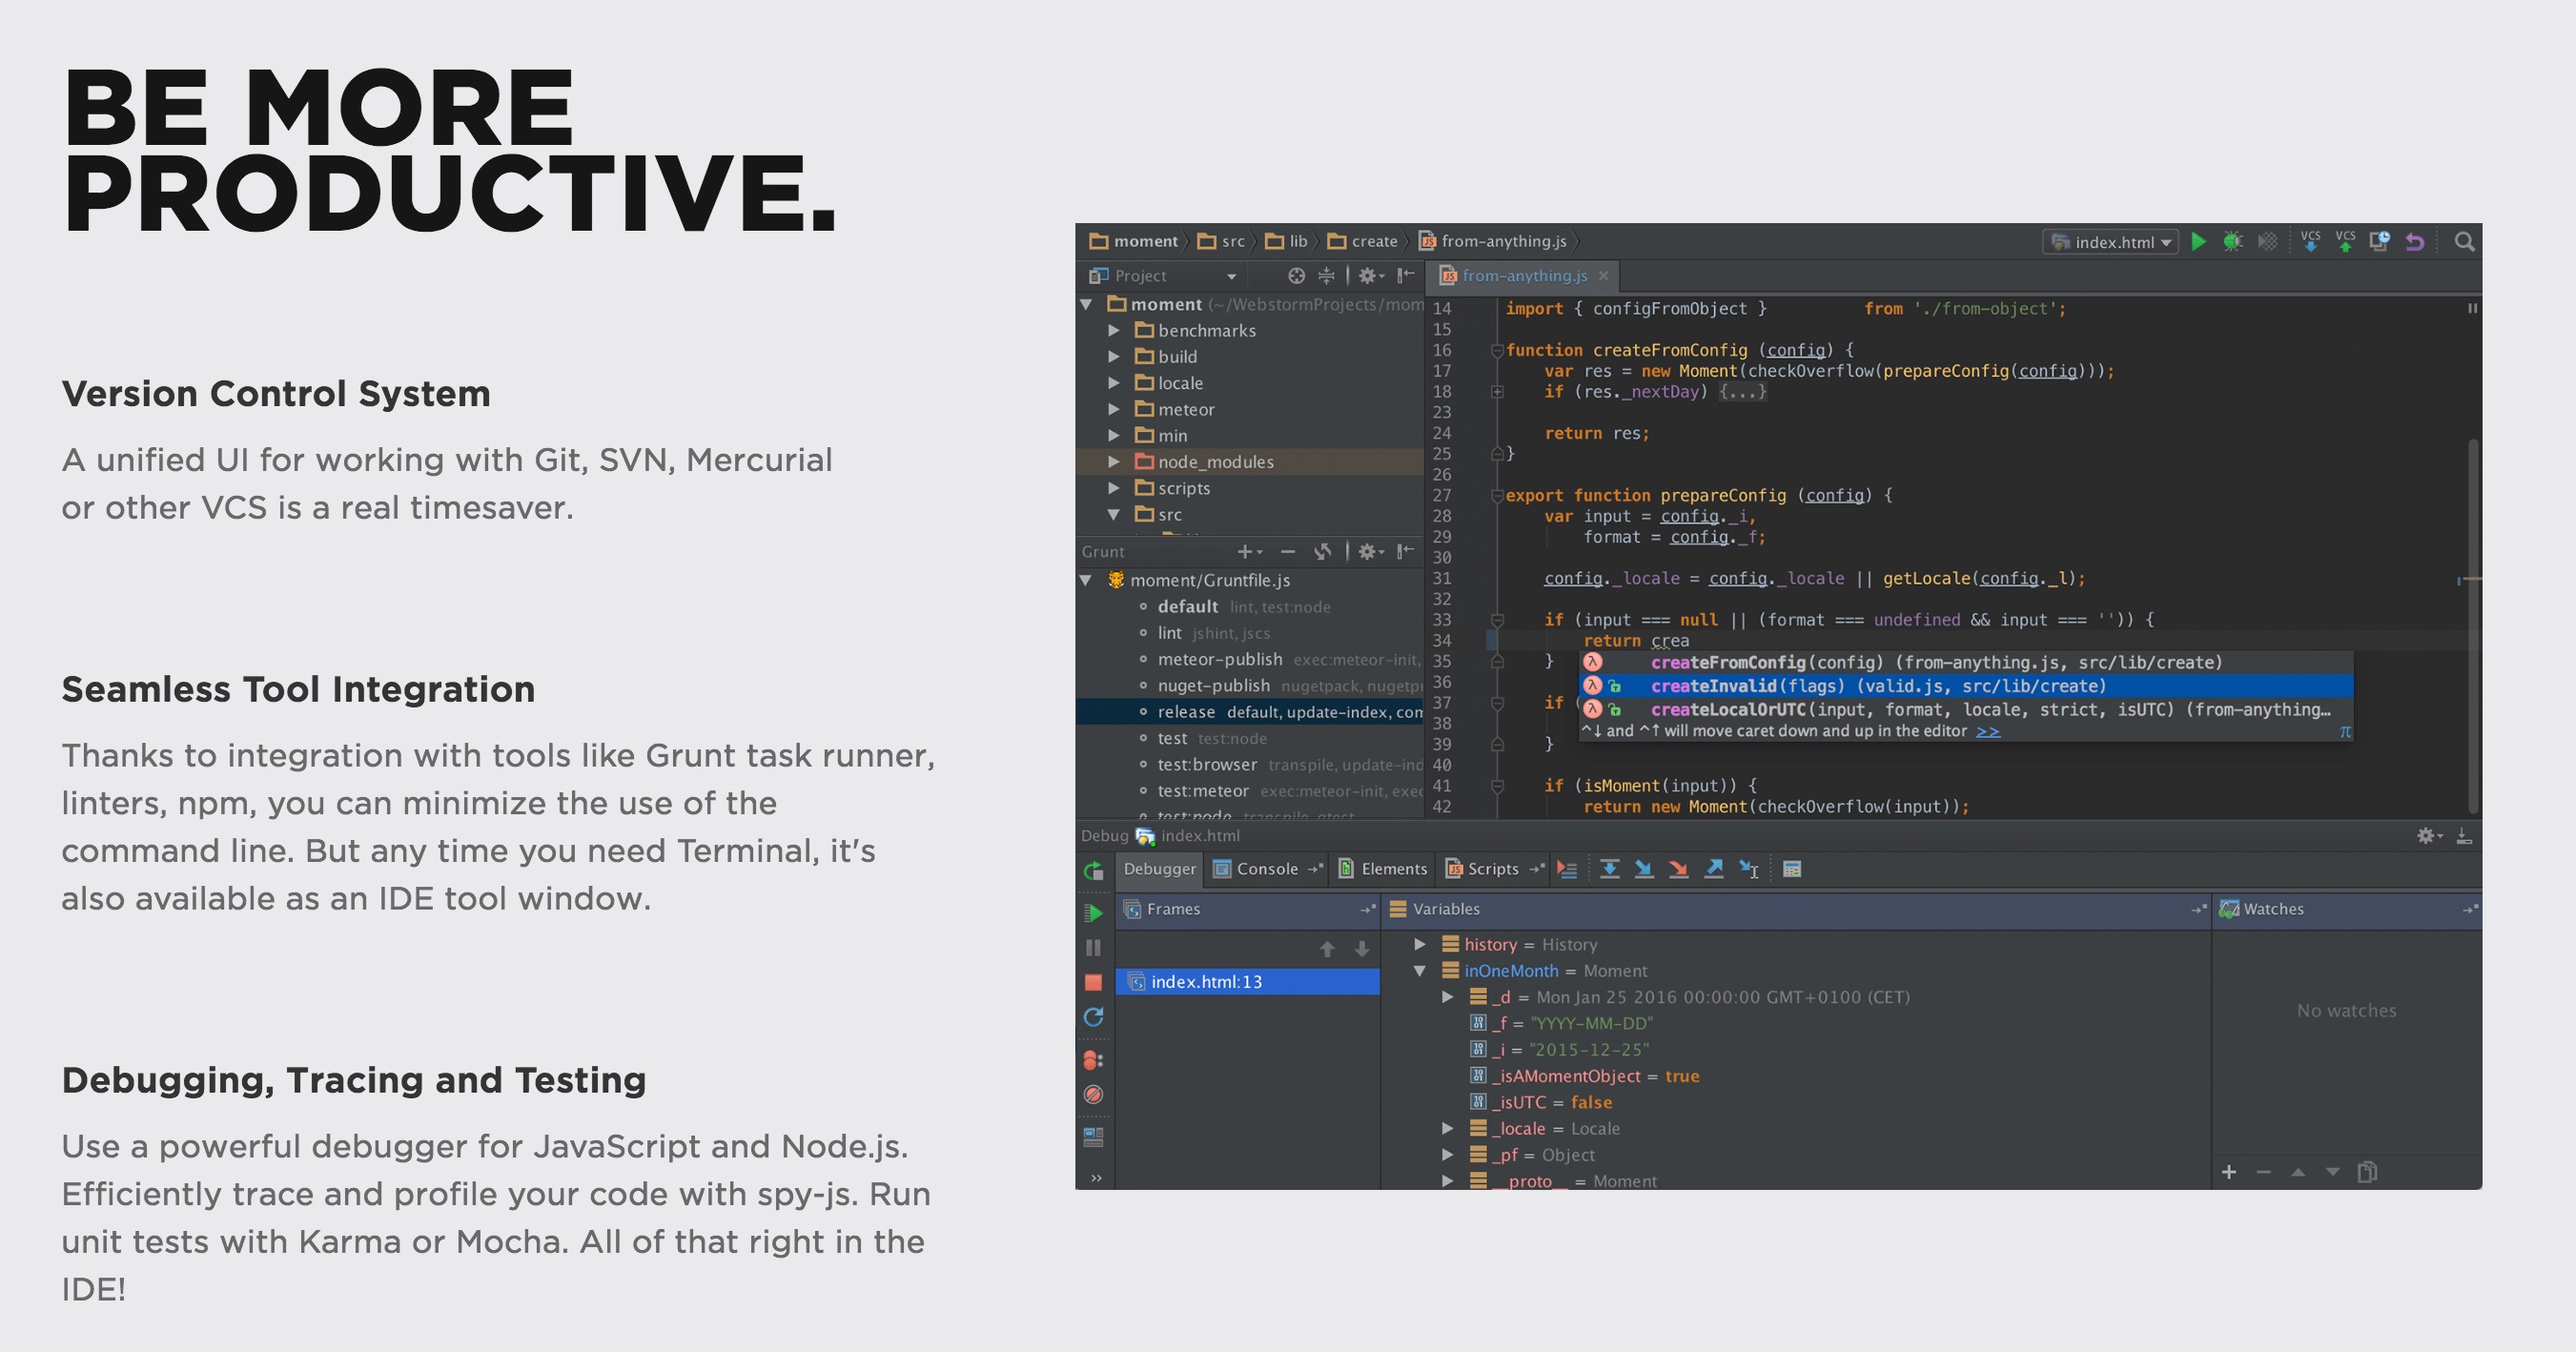 BE MORE
PRODUCTIVE.
Version Control System
A unified UI for working with Git, SVN, Mercurial
or other VCS is a real timesaver.
Seamless Tool Integration
Thanks to integration with tools like Grunt task runner,
linters, npm, you can minimize the use of the
command line. But any time you need Terminal, it's
also available as an IDE tool window.
Debugging, Tracing and Testing
Use a powerful debugger for JavaScript and Node.js.
Efficiently trace and profile your code with spy-js. Run
unit tests with Karma or Mocha. All of that right in the
IDE!
moment src lib create from-anything.js index.html VCS VCS
Project
moment (~/WebstormProjects/mom
benchmarks
build
locale
meteor
min
node_modules
scripts
src
Grunt
moment/Gruntfile.js
default lint, test:node
lint jshint, jscs
meteor-publish exec:meteor-init,
nuget-publish nugetpack, nugetp
release default, update-index, com
test test:node
test:browser transpile, update-ind
test:meteor exec:meteor-init, exec
test:node transpile, qtest
from-anything.js
14 import { configFromObject } from './from-object';
15
16 function createFromConfig (config) {
17 var res = new Moment(checkOverflow(prepareConfig(config)));
18 if (res._nextDay) {...}
23
24 return res;
25 }
26
27 export function prepareConfig (config) {
28 var input = config._i,
29 format = config._f;
30
31 config._locale = config._locale || getLocale(config._l);
32
33 if (input === null || (format === undefined && input === '')) {
34 return crea
35 }
createFromConfig(config) (from-anything.js, src/lib/create)
36
createInvalid(flags) (valid.js, src/lib/create)
37 if (
createLocalOrUTC(input, format, locale, strict, isUTC) (from-anything...
38
^↓ and ^↑ will move caret down and up in the editor >> π
39 }
40
41 if (isMoment(input)) {
42 return new Moment(checkOverflow(input));
Debug index.html
Debugger Console Elements Scripts
Frames
index.html:13
Variables
history = History
inOneMonth = Moment
_d = Mon Jan 25 2016 00:00:00 GMT+0100 (CET)
_f = "YYYY-MM-DD"
_i = "2015-12-25"
_isAMomentObject = true
_isUTC = false
_locale = Locale
_pf = Object
__proto__ = Moment
Watches
No watches